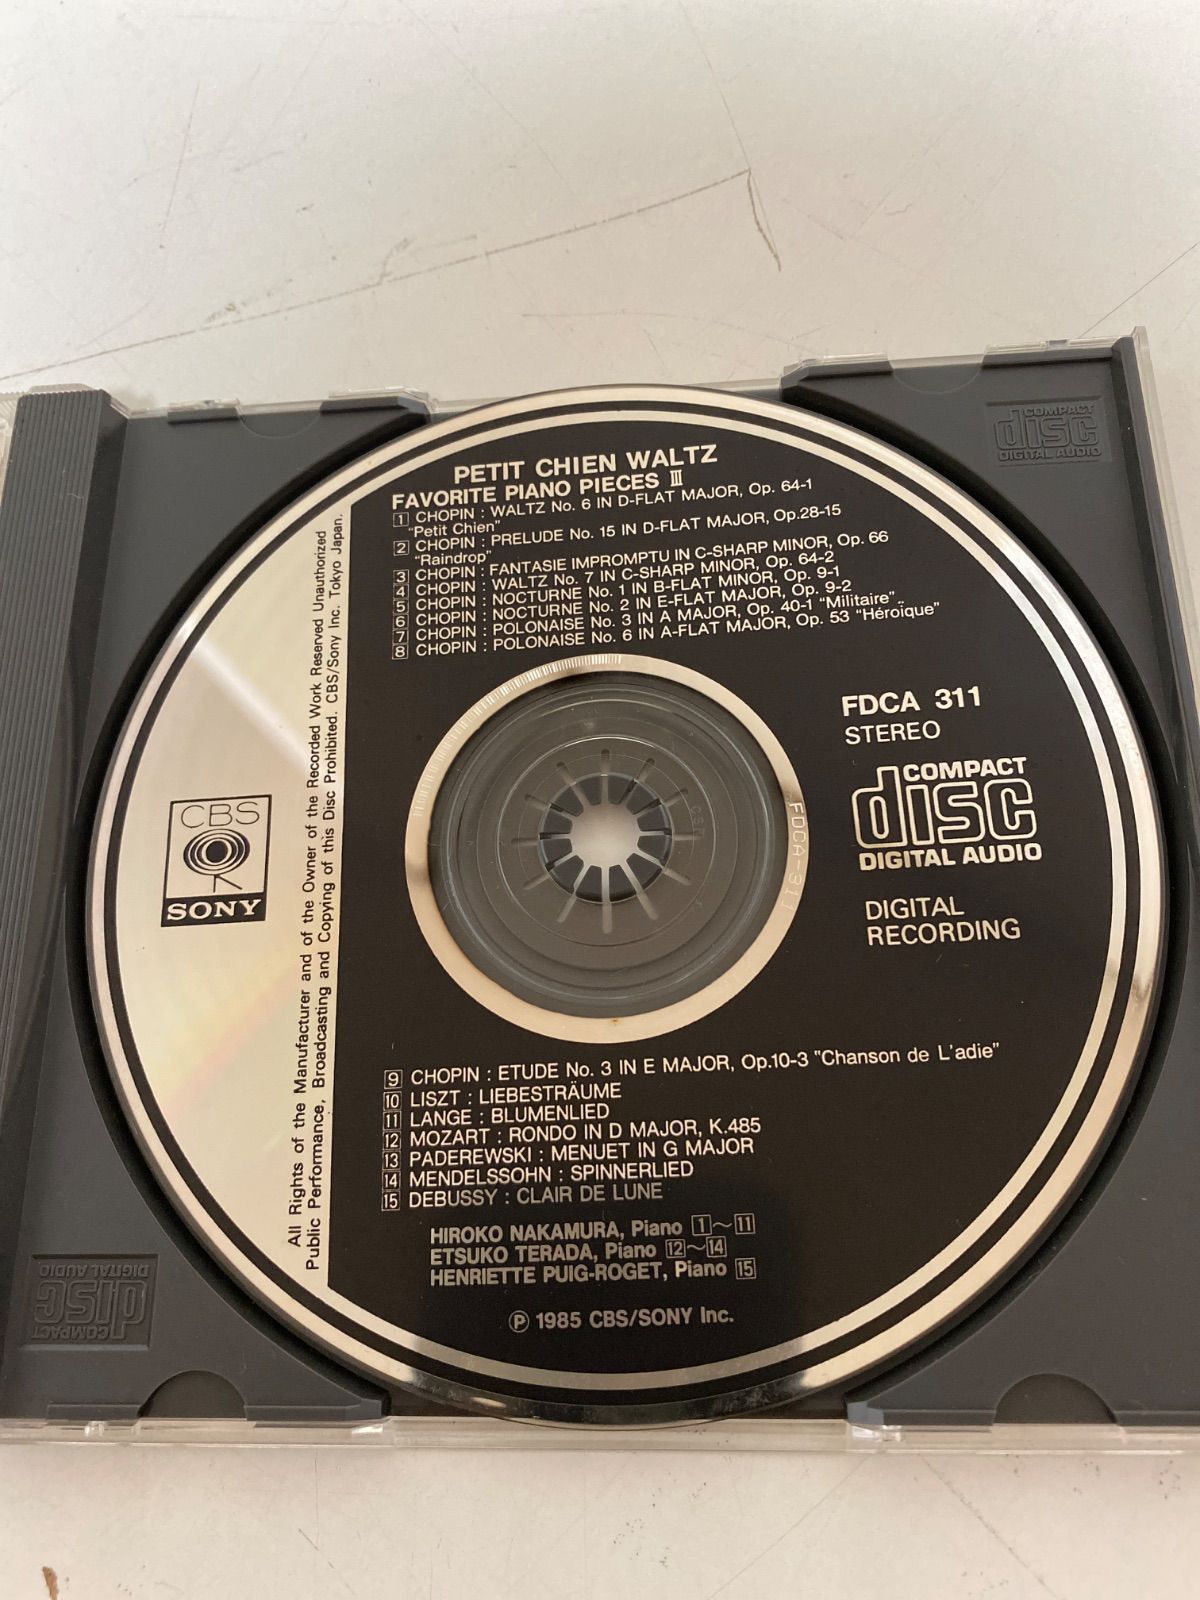 COMPACT
disc
DIGITAL AUDIO
PETIT CHIEN WALTZ
FAVORITE PIANO PIECES Ⅲ
1 CHOPIN : WALTZ No. 6 IN D-FLAT MAJOR, Op. 64-1
"Petit Chien"
2 CHOPIN : PRELUDE No. 15 IN D-FLAT MAJOR, Op.28-15
"Raindrop"
3 CHOPIN : FANTASIE IMPROMPTU IN C-SHARP MINOR, Op. 66
4 CHOPIN : WALTZ No. 7 IN C-SHARP MINOR, Op. 64-2
5 CHOPIN : NOCTURNE No. 1 IN B-FLAT MINOR, Op. 9-1
6 CHOPIN : NOCTURNE No. 2 IN E-FLAT MAJOR, Op. 9-2
7 CHOPIN : POLONAISE No. 3 IN A MAJOR, Op. 40-1 "Militaire"
8 CHOPIN : POLONAISE No. 6 IN A-FLAT MAJOR, Op. 53 "Héroïque"
All Rights of the Manufacturer and of the Owner of the Recorded Work Reserved Unauthorized
Public Performance, Broadcasting and Copying of this Disc Prohibited. CBS/Sony Inc. Tokyo Japan.
CBS
SONY
FDCA-311
FDCA 311
STEREO
COMPACT
disc
DIGITAL AUDIO
DIGITAL
RECORDING
9 CHOPIN : ETUDE No. 3 IN E MAJOR, Op.10-3 "Chanson de L'adie"
10 LISZT : LIEBESTRÄUME
11 LANGE : BLUMENLIED
12 MOZART : RONDO IN D MAJOR, K.485
13 PADEREWSKI : MENUET IN G MAJOR
14 MENDELSSOHN : SPINNERLIED
15 DEBUSSY : CLAIR DE LUNE
HIROKO NAKAMURA, Piano 1~11
ETSUKO TERADA, Piano 12~14
HENRIETTE PUIG-ROGET, Piano 15
℗ 1985 CBS/SONY Inc.
COMPACT
disc
DIGITAL AUDIO